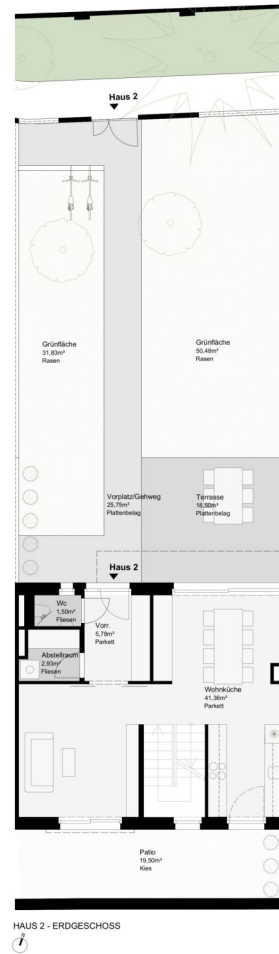 Haus 2
Grünfläche
31,83m²
Rasen
Grünfläche
50,48m²
Rasen
Vorplatz/Gehweg
25,75m²
Plattenbelag
Terrasse
18,50m²
Plattenbelag
Haus 2
Wc
1,50m²
Fliesen
Vorr.
5,78m²
Parkett
Abstellraum
2,93m²
Fliesen
Wohnküche
41,36m²
Parkett
Patio
19,50m²
Kies
HAUS 2 - ERDGESCHOSS
N